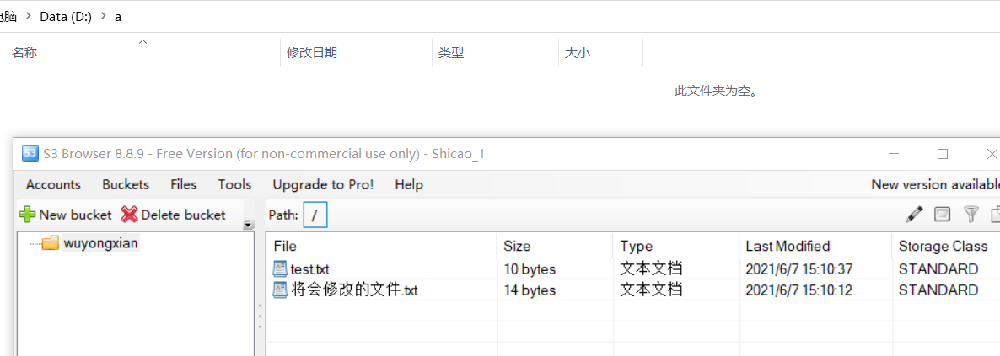 电脑 > Data (D:) > a
名称 修改日期 类型 大小
此文件夹为空。
S3 S3 Browser 8.8.9 - Free Version (for non-commercial use only) - Shicao_1
Accounts Buckets Files Tools Upgrade to Pro! Help New version available
New bucket Delete bucket Path: /
wuyongxian
File Size Type Last Modified Storage Class
test.txt 10 bytes 文本文档 2021/6/7 15:10:37 STANDARD
将会修改的文件.txt 14 bytes 文本文档 2021/6/7 15:10:12 STANDARD